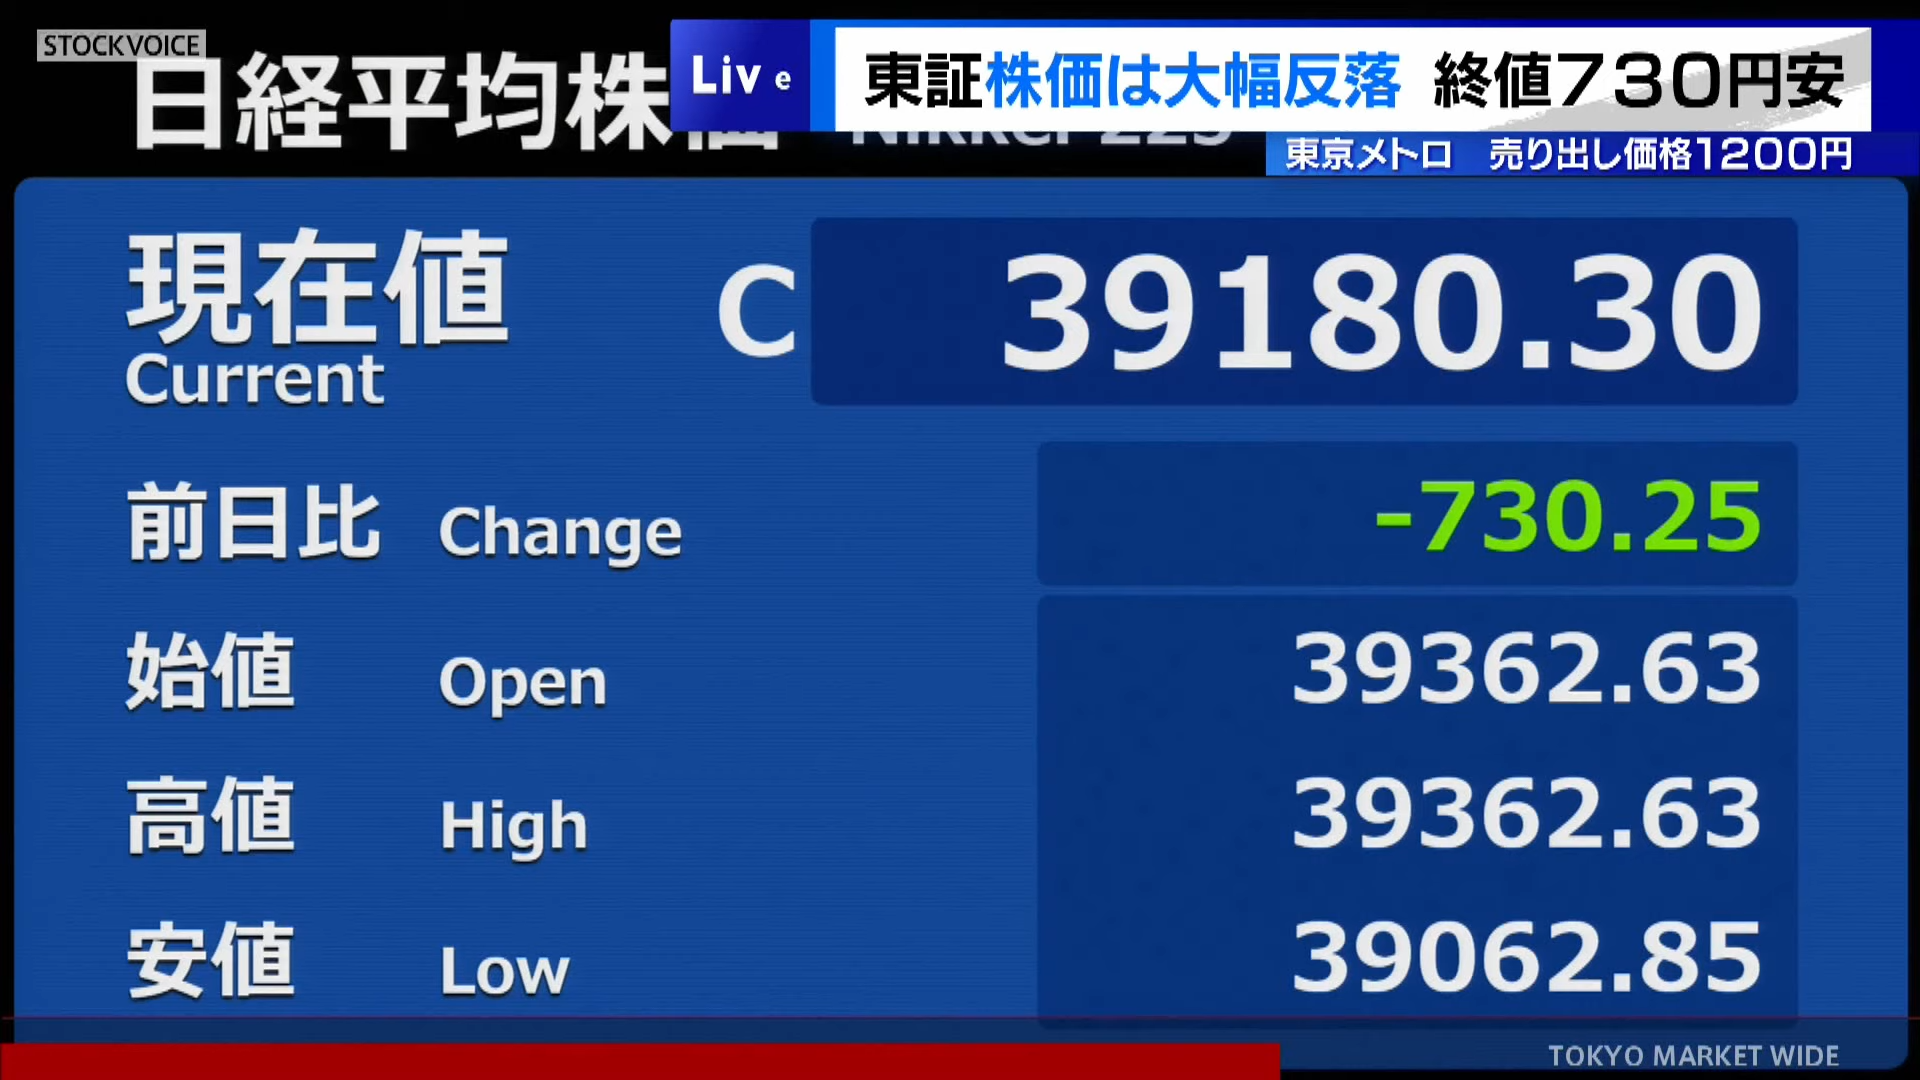 STOCKVOICE
日経平均株価 Nikkei 225
Live
東証株価は大幅反落 終値730円安
東京メトロ 売り出し価格1200円
現在値 C 39180.30
Current
前日比 Change -730.25
始値 Open 39362.63
高値 High 39362.63
安値 Low 39062.85
TOKYO MARKET WIDE